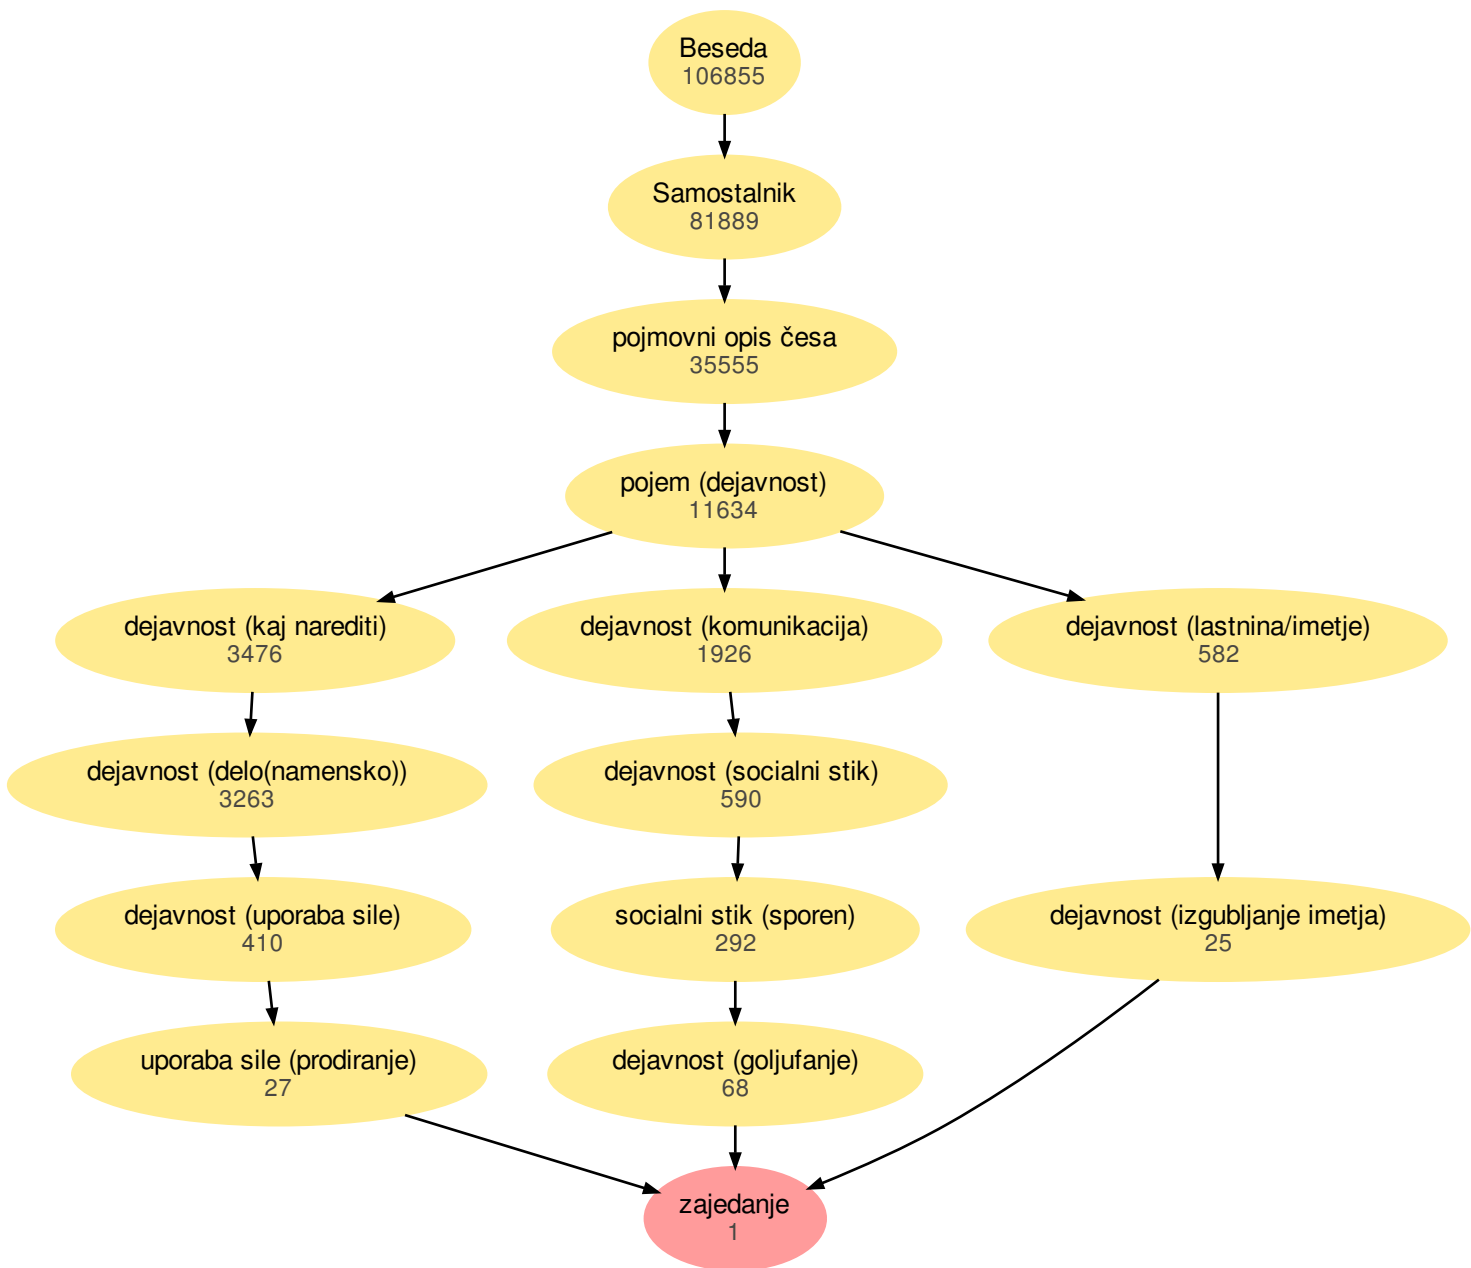 Beseda
106855
Samostalnik
81889
pojmovni opis česa
35555
pojem (dejavnost)
11634
dejavnost (kaj narediti)
3476
dejavnost (komunikacija)
1926
dejavnost (lastnina/imetje)
582
dejavnost (delo(namensko))
3263
dejavnost (socialni stik)
590
dejavnost (uporaba sile)
410
socialni stik (sporen)
292
dejavnost (izgubljanje imetja)
25
uporaba sile (prodiranje)
27
dejavnost (goljufanje)
68
zajedanje
1